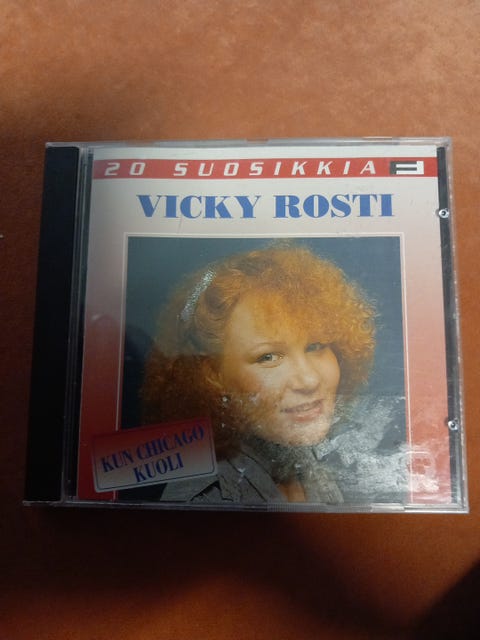 20 SUOSIKKIA
VICKY ROSTI
KUN CHICAGO
KUOLI